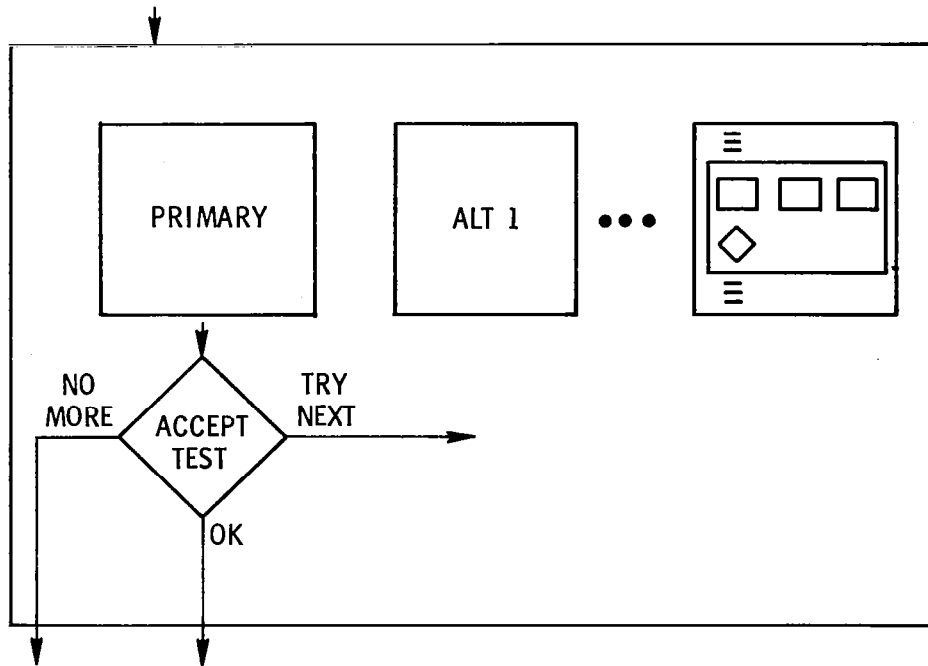 PRIMARY
ALT 1
NO
MORE
ACCEPT
TEST
TRY
NEXT
OK